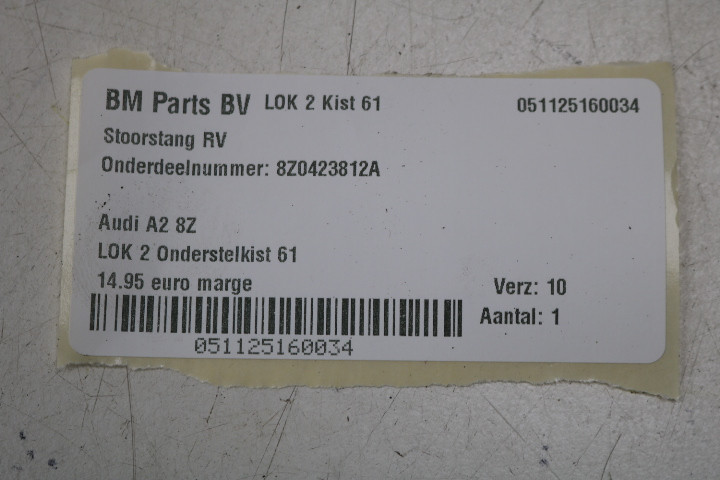 BM Parts BV LOK 2 Kist 61 051125160034
Stoorstang RV
Onderdeelnummer: 8Z0423812A
Audi A2 8Z
LOK 2 Onderstelkist 61
14.95 euro marge Verz: 10
Aantal: 1
051125160034